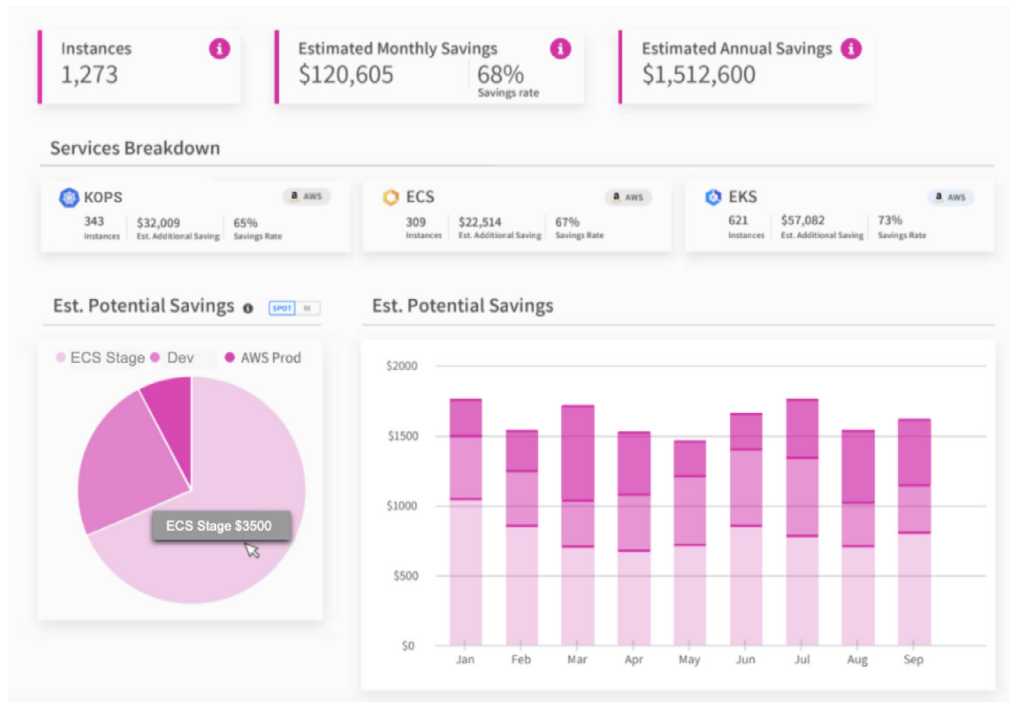 Instances
1,273
Estimated Monthly Savings
$120,605
68%
Savings rate
Estimated Annual Savings
$1,512,600
Services Breakdown
KOPS
AWS
343
Instances
$32,009
Est. Additional Saving
65%
Savings Rate
ECS
AWS
309
Instances
$22,514
Est. Additional Saving
67%
Savings Rate
EKS
AWS
621
Instances
$57,082
Est. Additional Saving
73%
Savings Rate
Est. Potential Savings
SPOT RI
ECS Stage Dev AWS Prod
ECS Stage $3500
Est. Potential Savings
$2000
$1500
$1000
$500
$0
Jan Feb Mar Apr May Jun Jul Aug Sep